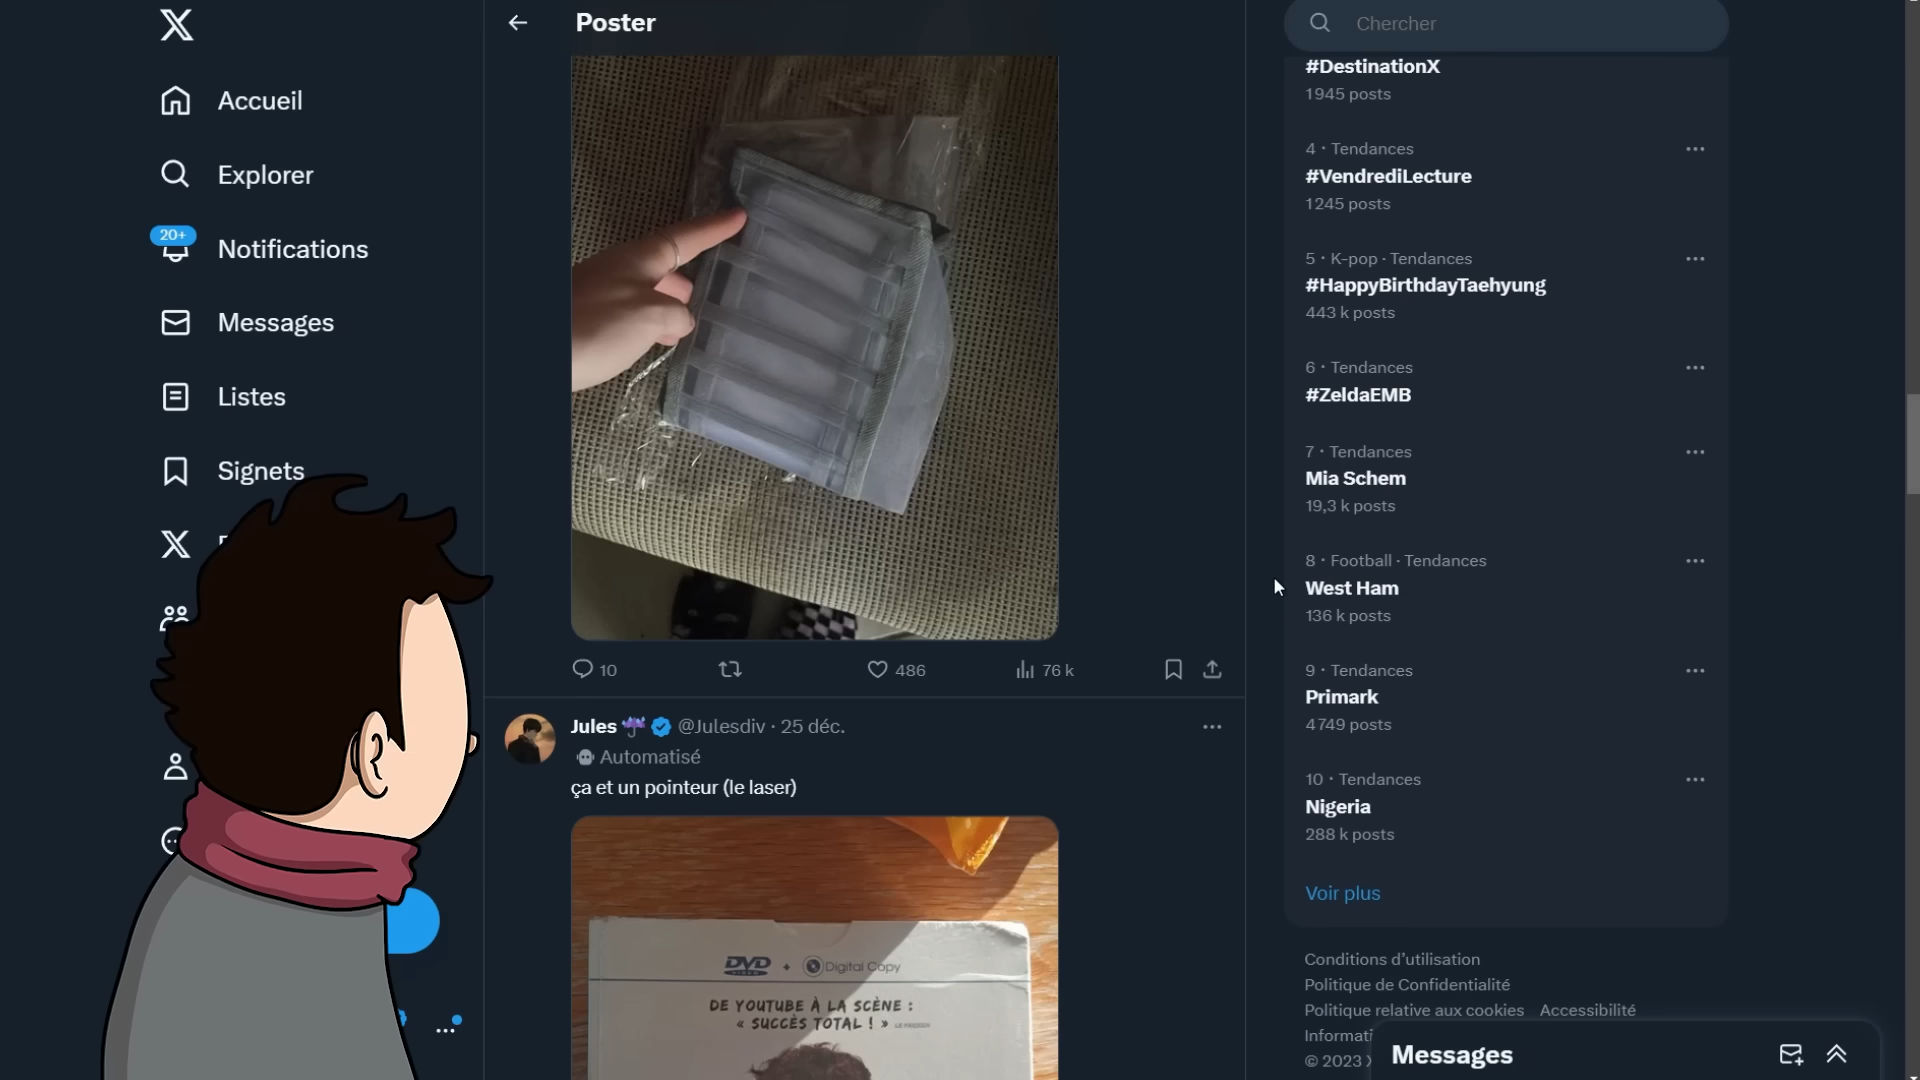 Accueil
Explorer
20+
Notifications
Messages
Listes
Signets
Poster
10
486
76 k
Jules @Julesdiv · 25 déc.
Automatisé
ça et un pointeur (le laser)
DVD
VIDEO
+
Digital Copy
DE YOUTUBE À LA SCÈNE :
« SUCCÈS TOTAL ! »
Chercher
#DestinationX
1945 posts
4 · Tendances
#VendrediLecture
1245 posts
5 · K-pop · Tendances
#HappyBirthdayTaehyung
443 k posts
6 · Tendances
#ZeldaEMB
7 · Tendances
Mia Schem
19,3 k posts
8 · Football · Tendances
West Ham
136 k posts
9 · Tendances
Primark
4749 posts
10 · Tendances
Nigeria
288 k posts
Voir plus
Conditions d’utilisation
Politique de Confidentialité
Politique relative aux cookies Accessibilité
Informati
© 2023 X
Messages